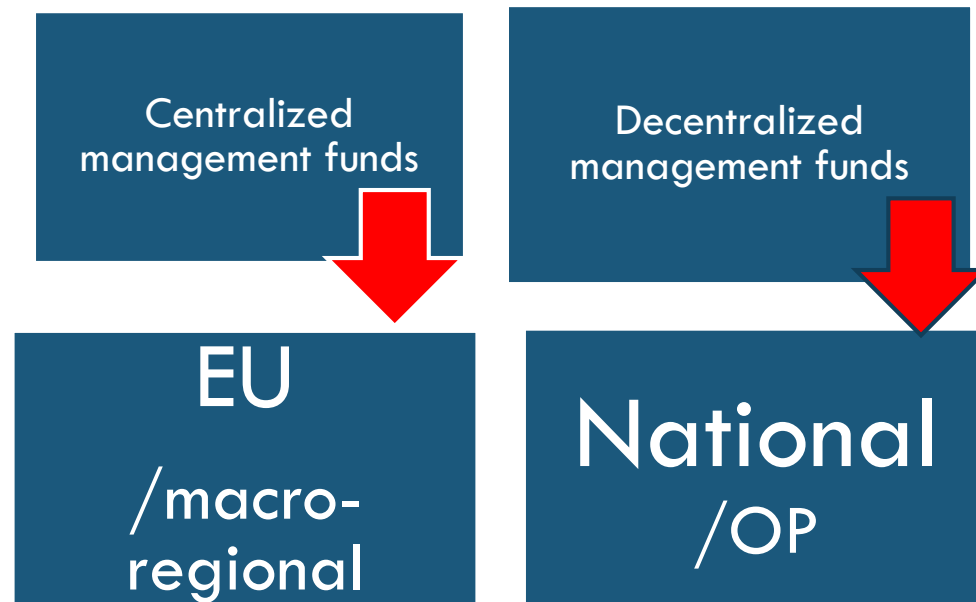 Centralized
management funds
Decentralized
management funds
EU
/macro-
regional
National
/OP